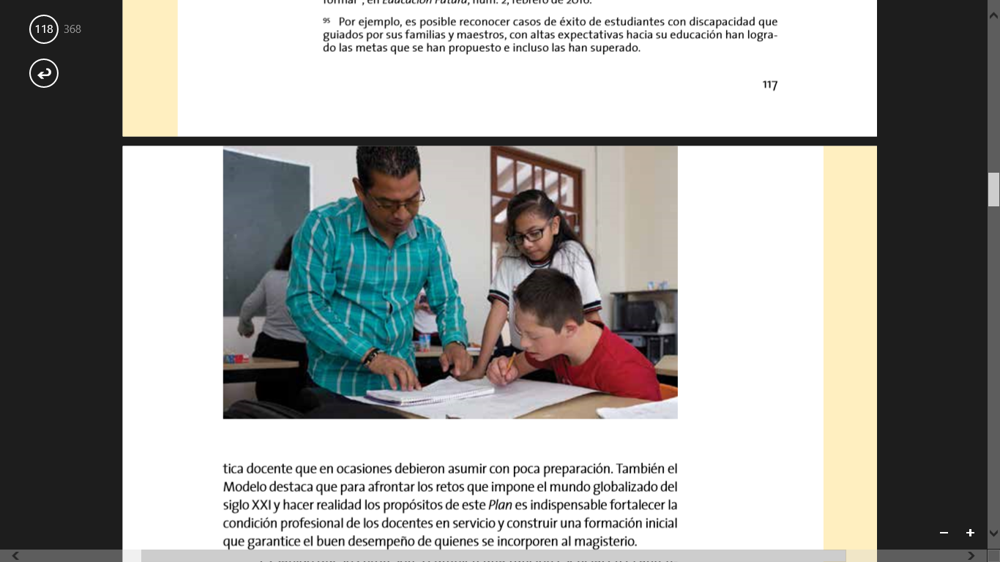 118 368
formal", en Educación Futura, núm. 2, febrero de 2016.
95 Por ejemplo, es posible reconocer casos de éxito de estudiantes con discapacidad que
guiados por sus familias y maestros, con altas expectativas hacia su educación han logra-
do las metas que se han propuesto e incluso las han superado.
117
tica docente que en ocasiones debieron asumir con poca preparación. También el
Modelo destaca que para afrontar los retos que impone el mundo globalizado del
siglo XXI y hacer realidad los propósitos de este Plan es indispensable fortalecer la
condición profesional de los docentes en servicio y construir una formación inicial
que garantice el buen desempeño de quienes se incorporen al magisterio.